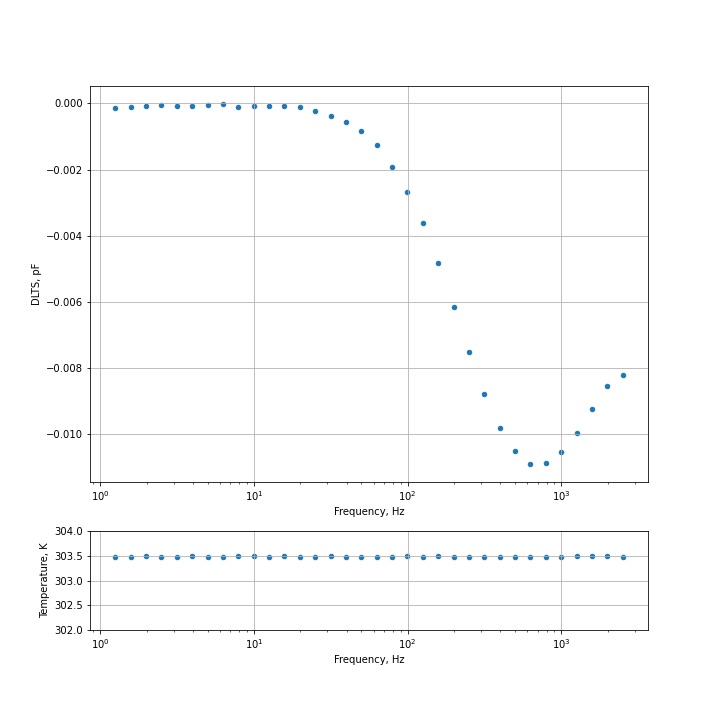 0.000
−0.002
−0.004
−0.006
−0.008
−0.010
DLTS, pF
10⁰ 10¹ 10² 10³
Frequency, Hz
304.0
303.5
303.0
302.5
302.0
Temperature, K
10⁰ 10¹ 10² 10³
Frequency, Hz